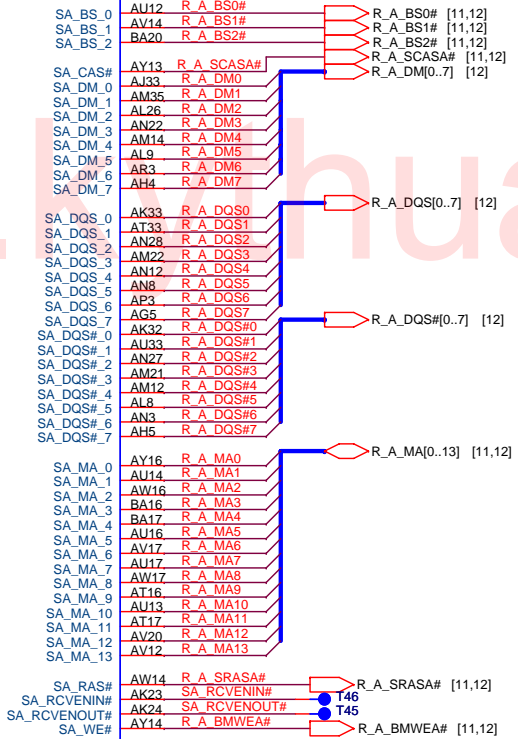 SA_BS_0 AU12 R_A_BS0# R_A_BS0# [11,12]
SA_BS_1 AV14 R_A_BS1# R_A_BS1# [11,12]
SA_BS_2 BA20 R_A_BS2# R_A_BS2# [11,12]
SA_CAS# AY13 R_A_SCASA# R_A_SCASA# [11,12]
SA_DM_0 AJ33 R_A_DM0 R_A_DM[0..7] [12]
SA_DM_1 AM35 R_A_DM1
SA_DM_2 AL26 R_A_DM2
SA_DM_3 AN22 R_A_DM3
SA_DM_4 AM14 R_A_DM4
SA_DM_5 AL9 R_A_DM5
SA_DM_6 AR3 R_A_DM6
SA_DM_7 AH4 R_A_DM7
R_A_DQS[0..7] [12]
SA_DQS_0 AK33 R_A_DQS0
SA_DQS_1 AT33 R_A_DQS1
SA_DQS_2 AN28 R_A_DQS2
SA_DQS_3 AM22 R_A_DQS3
SA_DQS_4 AN12 R_A_DQS4
SA_DQS_5 AN8 R_A_DQS5
SA_DQS_6 AP3 R_A_DQS6
SA_DQS_7 AG5 R_A_DQS7
R_A_DQS#[0..7] [12]
SA_DQS#_0 AK32 R_A_DQS#0
SA_DQS#_1 AU33 R_A_DQS#1
SA_DQS#_2 AN27 R_A_DQS#2
SA_DQS#_3 AM21 R_A_DQS#3
SA_DQS#_4 AM12 R_A_DQS#4
SA_DQS#_5 AL8 R_A_DQS#5
SA_DQS#_6 AN3 R_A_DQS#6
SA_DQS#_7 AH5 R_A_DQS#7
R_A_MA[0..13] [11,12]
SA_MA_0 AY16 R_A_MA0
SA_MA_1 AU14 R_A_MA1
SA_MA_2 AW16 R_A_MA2
SA_MA_3 BA16 R_A_MA3
SA_MA_4 BA17 R_A_MA4
SA_MA_5 AU16 R_A_MA5
SA_MA_6 AV17 R_A_MA6
SA_MA_7 AU17 R_A_MA7
SA_MA_8 AW17 R_A_MA8
SA_MA_9 AT16 R_A_MA9
SA_MA_10 AU13 R_A_MA10
SA_MA_11 AT17 R_A_MA11
SA_MA_12 AV20 R_A_MA12
SA_MA_13 AV12 R_A_MA13
SA_RAS# AW14 R_A_SRASA# R_A_SRASA# [11,12]
SA_RCVENIN# AK23 SA_RCVENIN# T46
SA_RCVENOUT# AK24 SA_RCVENOUT# T45
SA_WE# AY14 R_A_BMWEA# R_A_BMWEA# [11,12]
.kythua